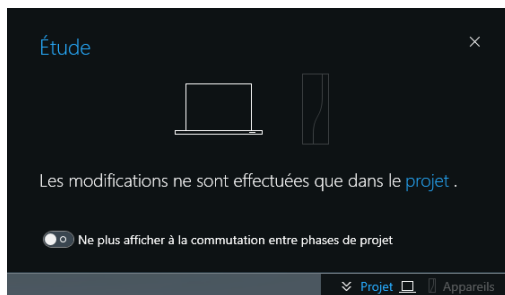 Étude
Les modifications ne sont effectuées que dans le projet .
Ne plus afficher à la commutation entre phases de projet
Projet Appareils